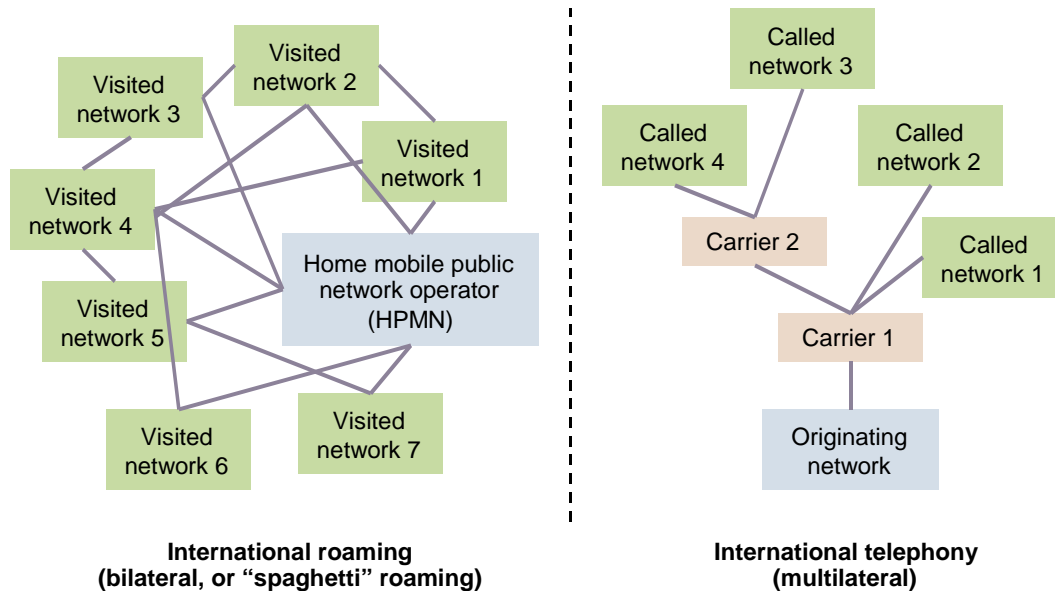 Visited
network 2
Visited
network 3
Visited
network 1
Visited
network 4
Home mobile public
network operator
(HPMN)
Visited
network 5
Visited
network 6
Visited
network 7
International roaming
(bilateral, or “spaghetti” roaming)
Called
network 3
Called
network 4
Called
network 2
Carrier 2
Called
network 1
Carrier 1
Originating
network
International telephony
(multilateral)